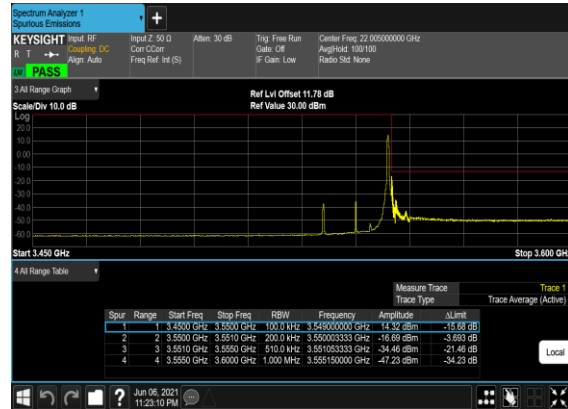 Spectrum Analyzer 1
Spurious Emissions
+
KEYSIGHT Input: RF Input Z: 50 Ω Atten: 30 dB Trig: Free Run Center Freq: 22.005000000 GHz
R T Coupling: DC Corr CCorr Gate: Off Avg|Hold: 100/100
Align: Auto Freq Ref: Int (S) IF Gain: Low Radio Std: None
PASS
3 All Range Graph
Ref Lvl Offset 11.78 dB
Scale/Div 10.0 dB Ref Value 30.00 dBm
Log
20.0
10.0
0.00
-10.0
-20.0
-30.0
-40.0
-50.0
-60.0
Start 3.450 GHz Stop 3.600 GHz
4 All Range Table
Measure Trace Trace 1
Trace Type Trace Average (Active)
Spur Range Start Freq Stop Freq RBW Frequency Amplitude ΔLimit
1 1 3.4500 GHz 3.5500 GHz 100.0 kHz 3.549000000 GHz 14.32 dBm -15.68 dB
2 2 3.5500 GHz 3.5510 GHz 200.0 kHz 3.550003333 GHz -16.69 dBm -3.693 dB
3 3 3.5510 GHz 3.5550 GHz 510.0 kHz 3.551053333 GHz -34.46 dBm -21.46 dB
4 4 3.5550 GHz 3.6000 GHz 1.000 MHz 3.555150000 GHz -47.23 dBm -34.23 dB
Local
? Jun 06, 2021
11:23:10 PM